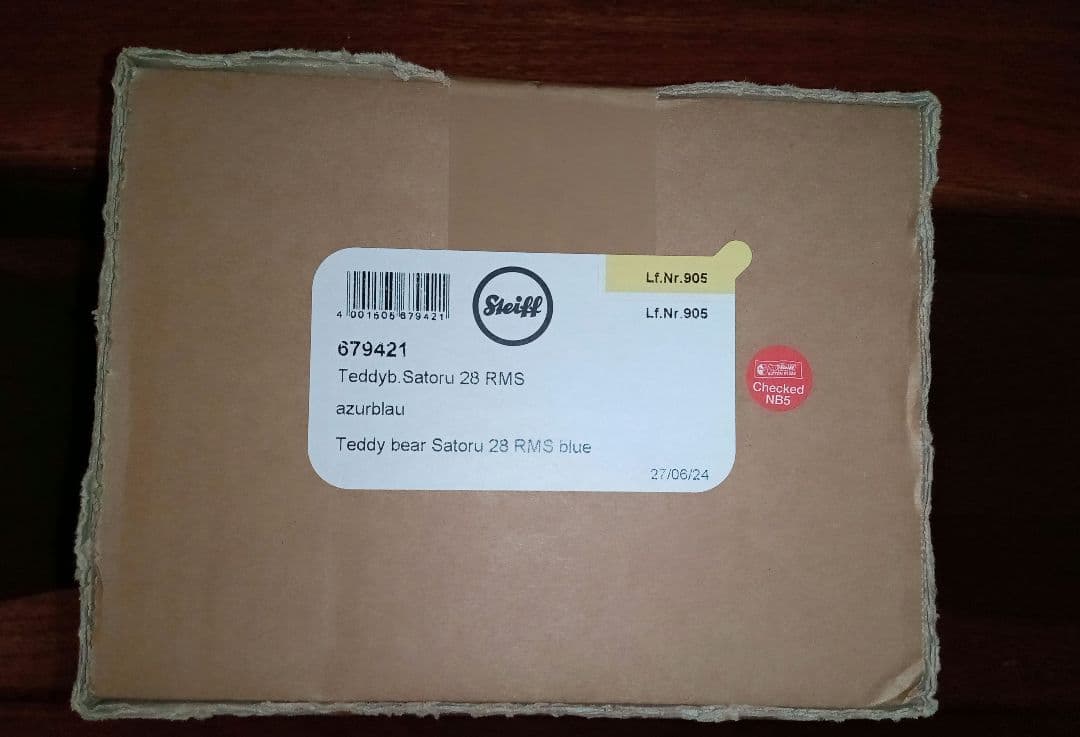 4 001505 679421
Steiff
Lf.Nr.905
Lf.Nr.905
679421
Teddyb.Satoru 28 RMS
azurblau
Teddy bear Satoru 28 RMS blue
27/06/24
Steiff
Checked
NB5